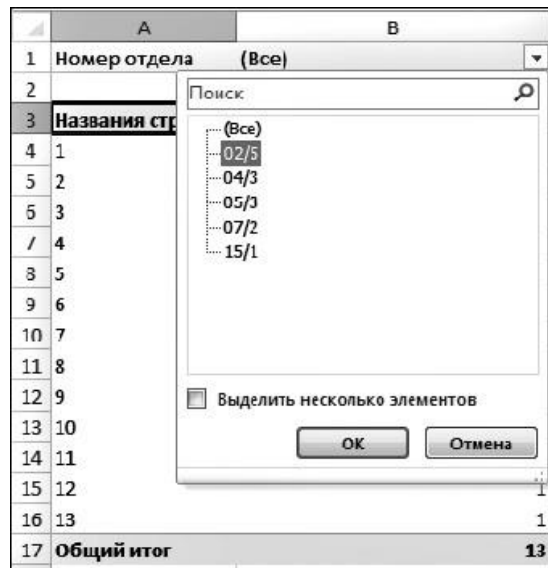 A B
1 Номер отдела (Все)
2 Поиск
3 Названия стр
(Все)
4 1
02/5
5 2
04/3
6 3
05/3
7 4
07/2
8 5
15/1
9 6
10 7
11 8
12 9
Выделить несколько элементов
13 10
ОК Отмена
14 11
15 12 1
16 13 1
17 Общий итог 13